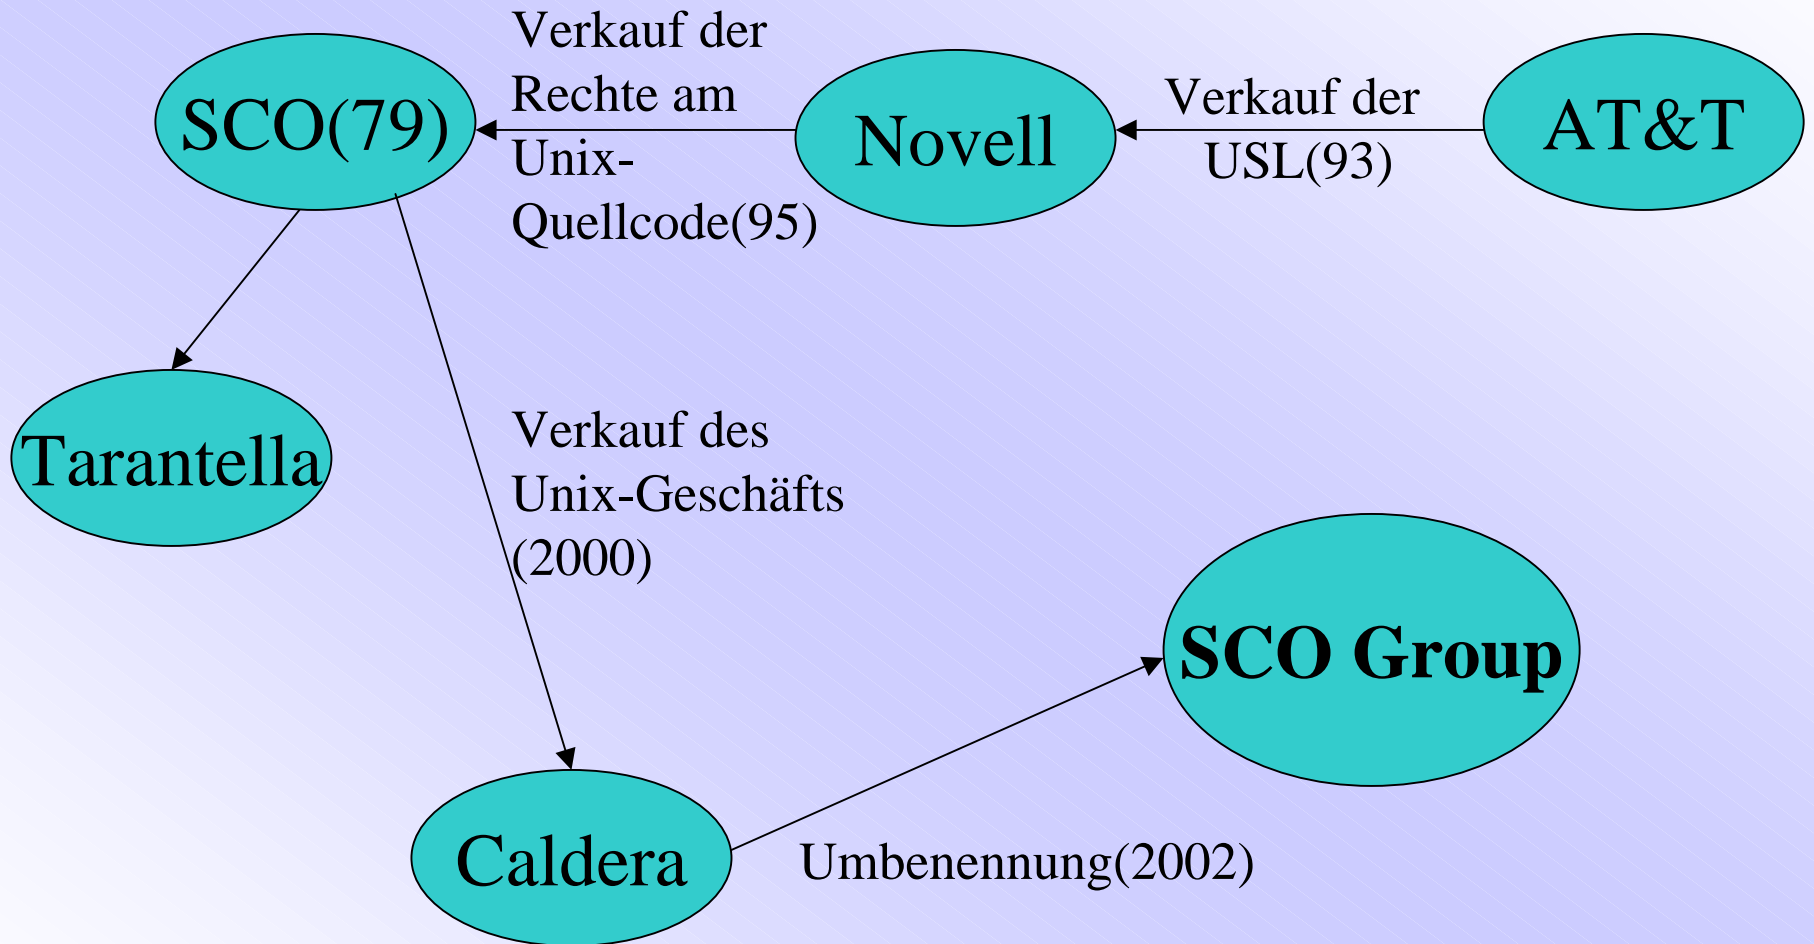 SCO(79)
Verkauf der
Rechte am
Unix-
Quellcode(95)
Novell
Verkauf der
USL(93)
AT&T
Tarantella
Verkauf des
Unix-Geschäfts
(2000)
SCO Group
Caldera
Umbenennung(2002)